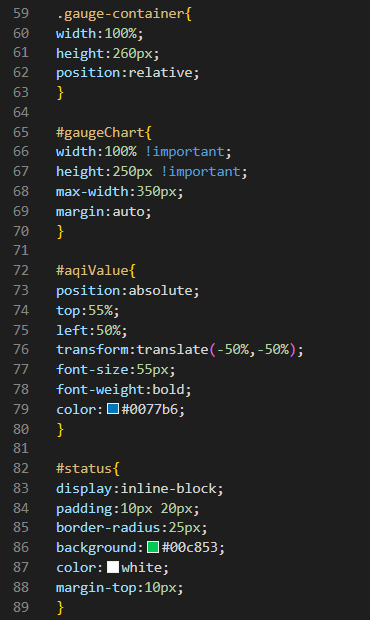 59 .gauge-container{
60 width:100%;
61 height:260px;
62 position:relative;
63 }
64
65 #gaugeChart{
66 width:100% !important;
67 height:250px !important;
68 max-width:350px;
69 margin:auto;
70 }
71
72 #aqiValue{
73 position:absolute;
74 top:55%;
75 left:50%;
76 transform:translate(-50%,-50%);
77 font-size:55px;
78 font-weight:bold;
79 color:#0077b6;
80 }
81
82 #status{
83 display:inline-block;
84 padding:10px 20px;
85 border-radius:25px;
86 background:#00c853;
87 color:white;
88 margin-top:10px;
89 }